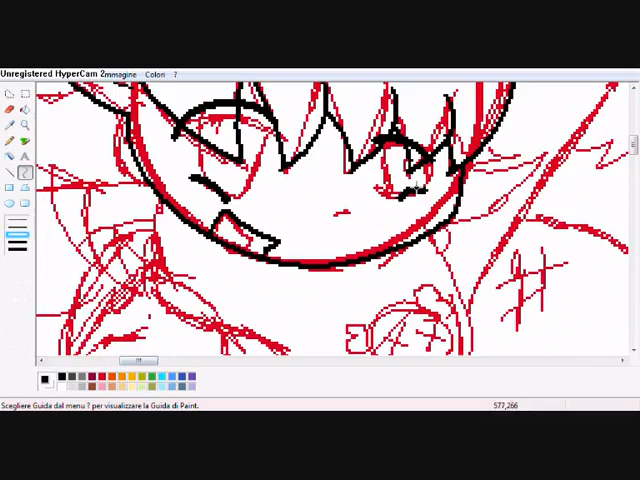 Unregistered HyperCam 2
mmagine Colori ?
Scegliere Guida dal menu ? per visualizzare la Guida di Paint.
577,266